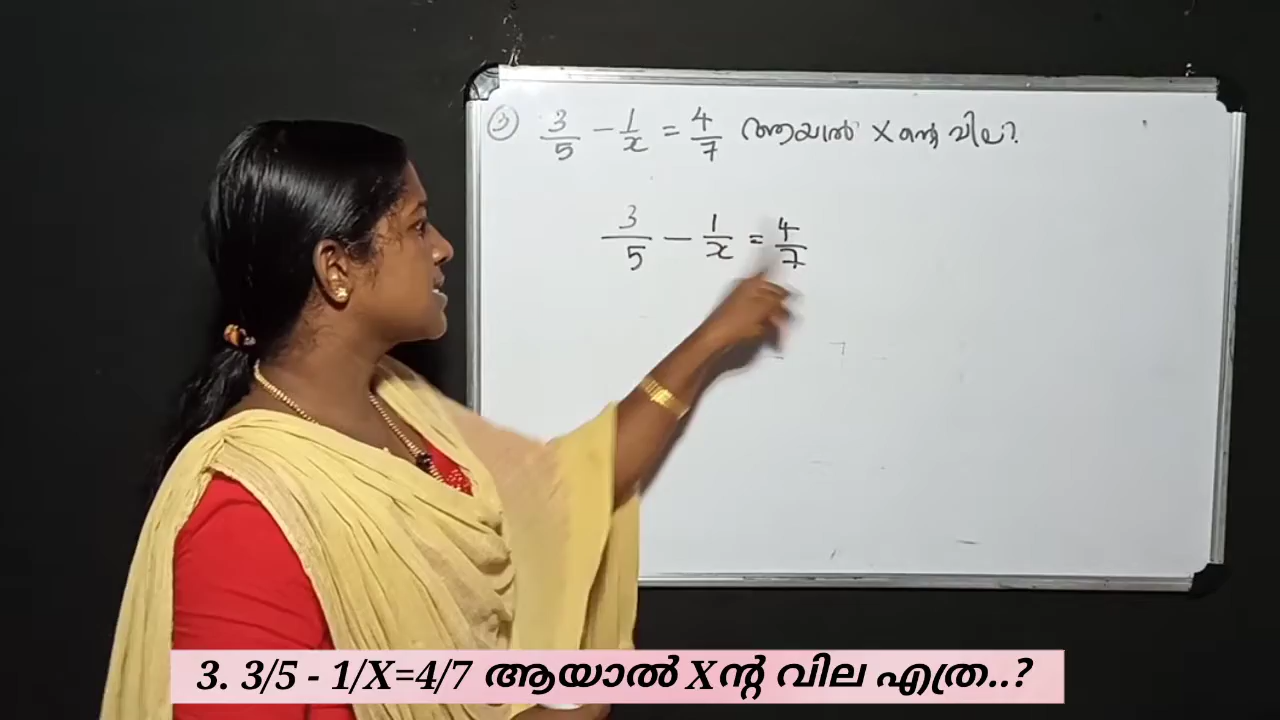 ③ 3/5 - 1/x = 4/7 ആയാൽ X ന്റെ വില?
3/5 - 1/x = 4/7
3. 3/5 - 1/X=4/7 ആയാൽ Xന്റ വില എത്ര..?